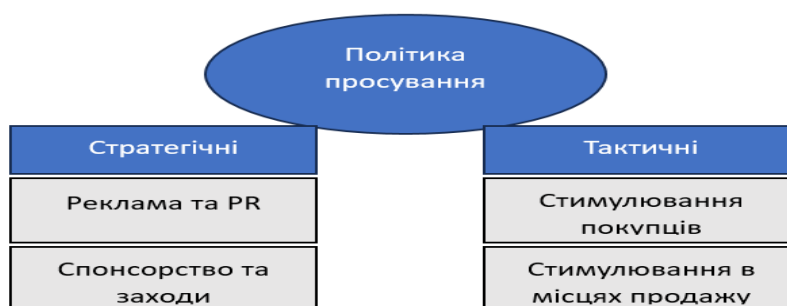 Політика
просування
Стратегічні
Тактичні
Реклама та PR
Стимулювання
покупців
Спонсорство та
заходи
Стимулювання в
місцях продажу